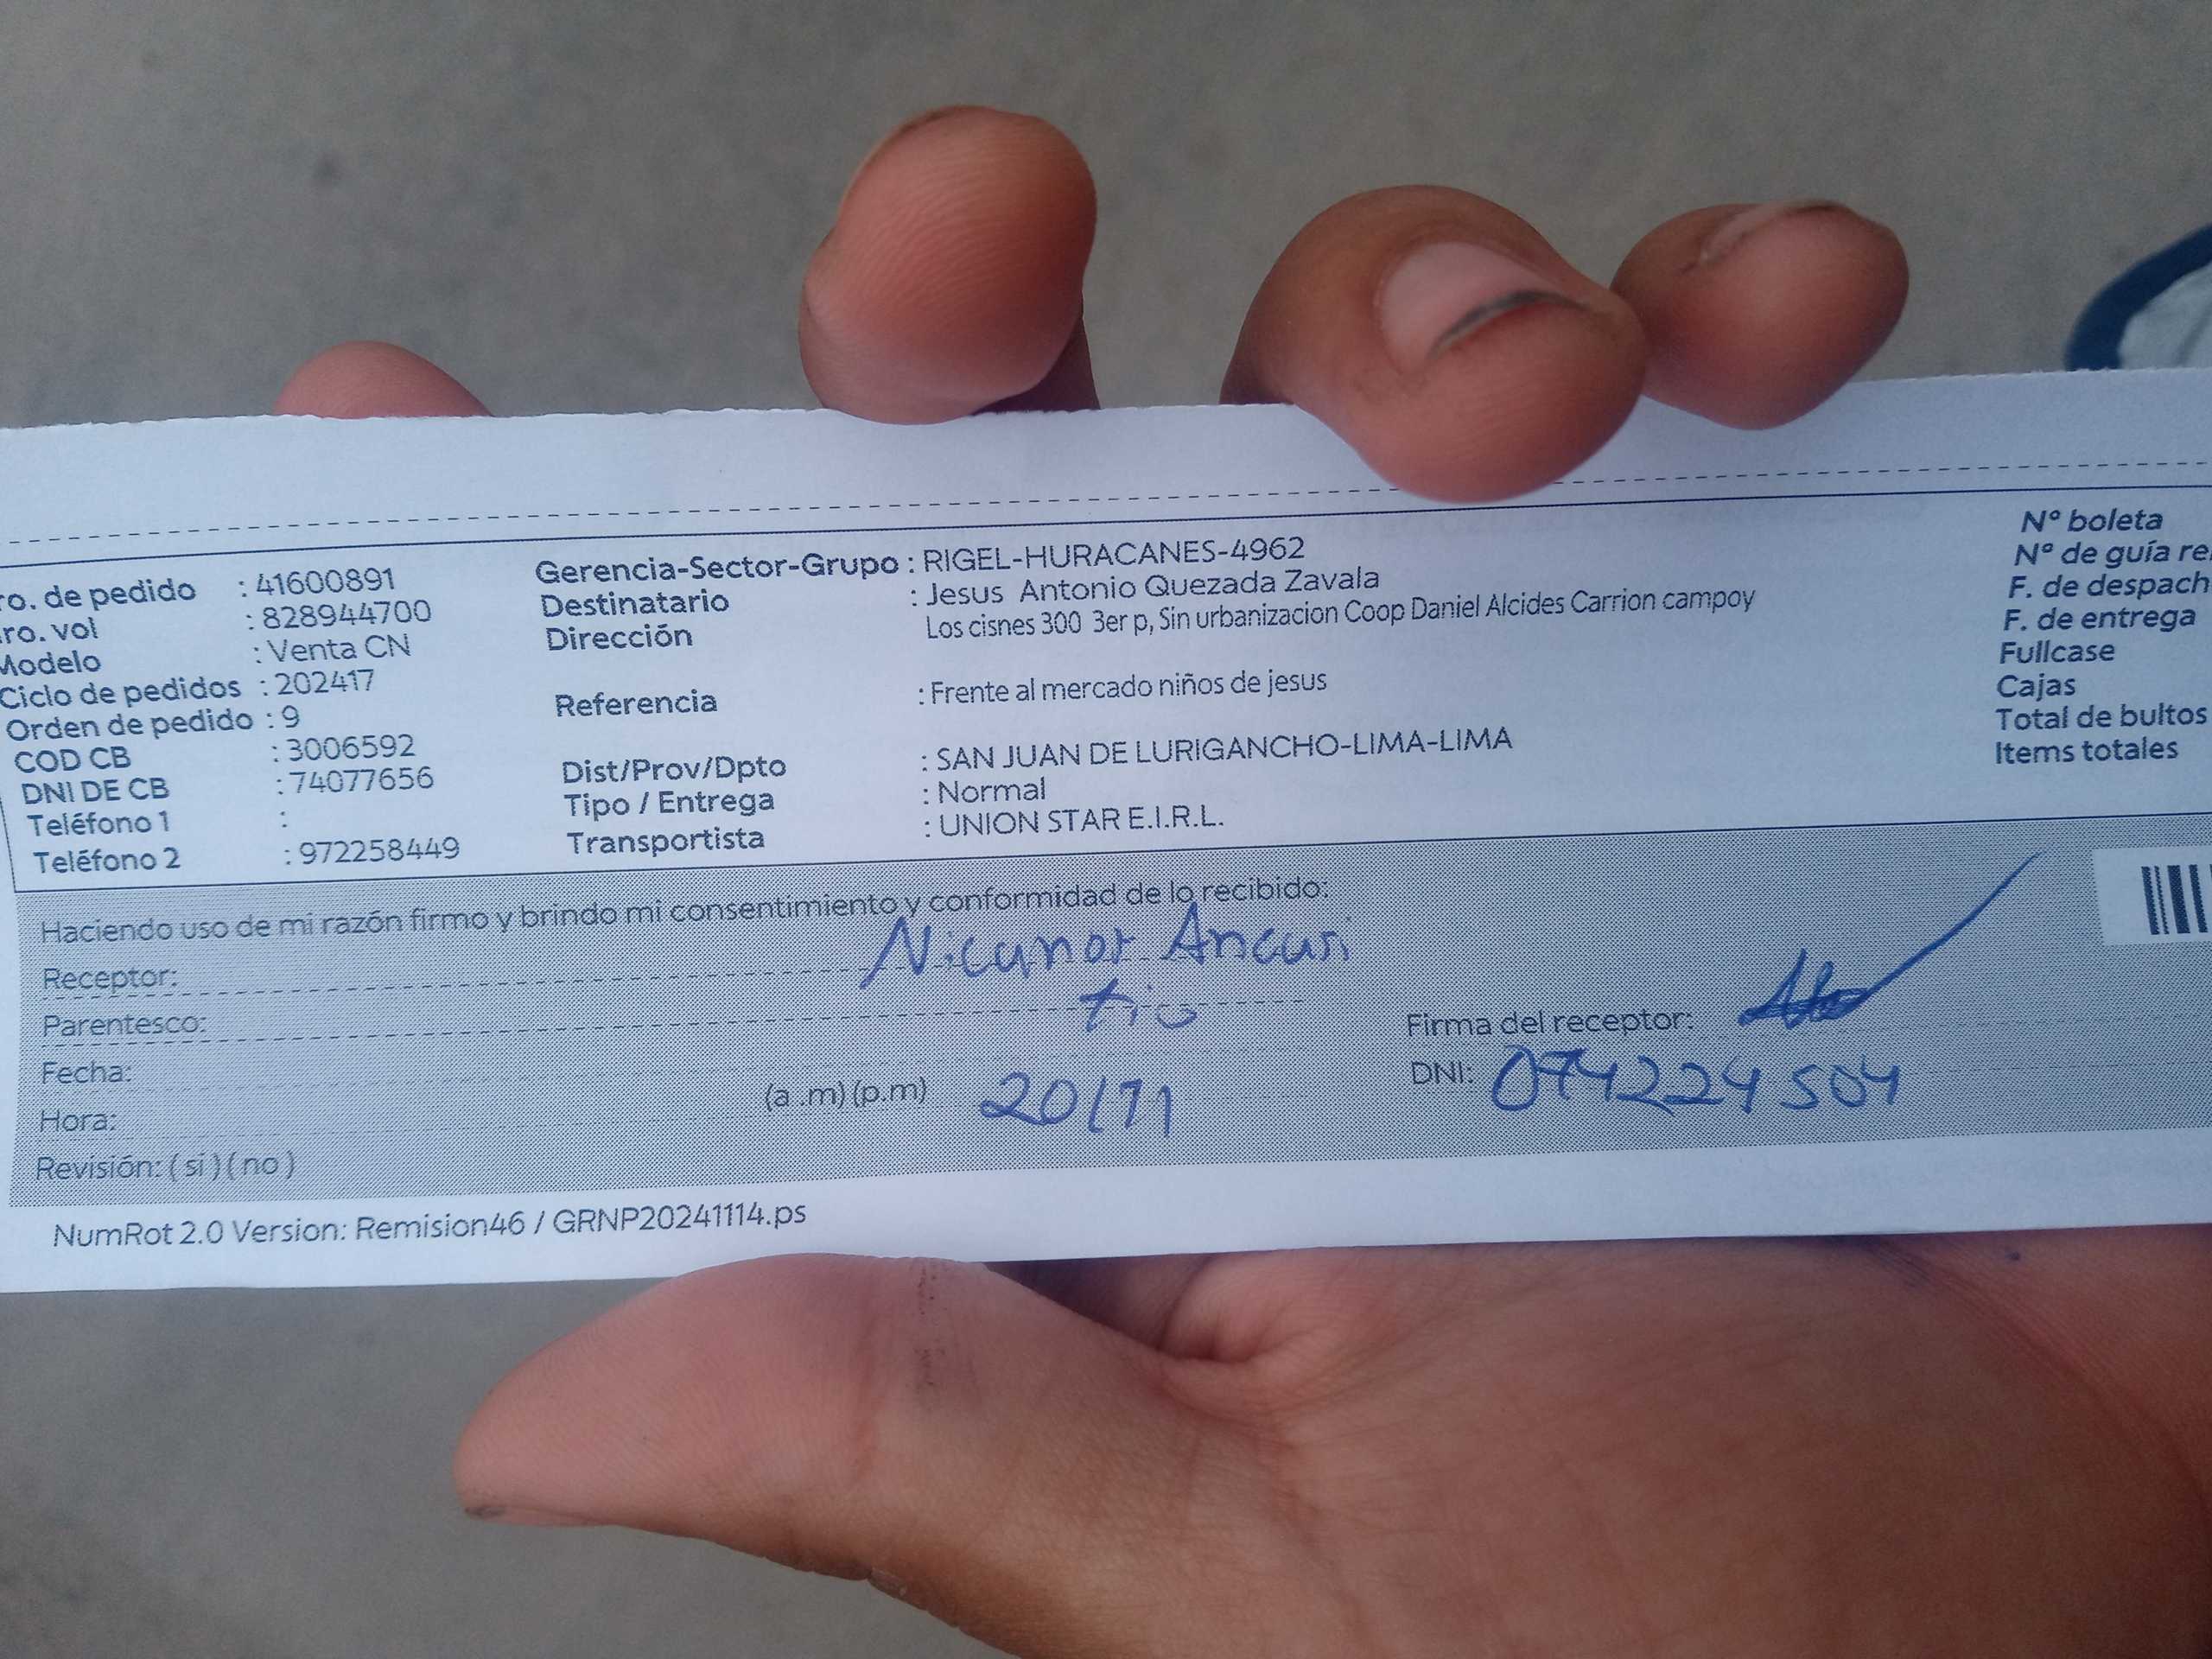 ro. de pedido : 41600891
ro. vol : 828944700
Modelo : Venta CN
Ciclo de pedidos : 202417
Orden de pedido : 9
COD CB : 3006592
DNI DE CB : 74077656
Teléfono 1 :
Teléfono 2 : 972258449
Gerencia-Sector-Grupo : RIGEL-HURACANES-4962
Destinatario : Jesus Antonio Quezada Zavala
Dirección Los cisnes 300 3er p, Sin urbanizacion Coop Daniel Alcides Carrion campoy
Referencia : Frente al mercado niños de jesus
Dist/Prov/Dpto : SAN JUAN DE LURIGANCHO-LIMA-LIMA
Tipo / Entrega : Normal
Transportista : UNION STAR E.I.R.L.
N° boleta
N° de guía re
F. de despach
F. de entrega
Fullcase
Cajas
Total de bultos
Items totales
Haciendo uso de mi razón firmo y brindo mi consentimiento y conformidad de lo recibido:
Receptor: Nicunor Ancusi
Parentesco: tio
Firma del receptor:
Fecha:
Hora: (a .m) (p.m) 20/11
DNI: 074224504
Revisión: ( si ) ( no )
NumRot 2.0 Version: Remision46 / GRNP20241114.ps